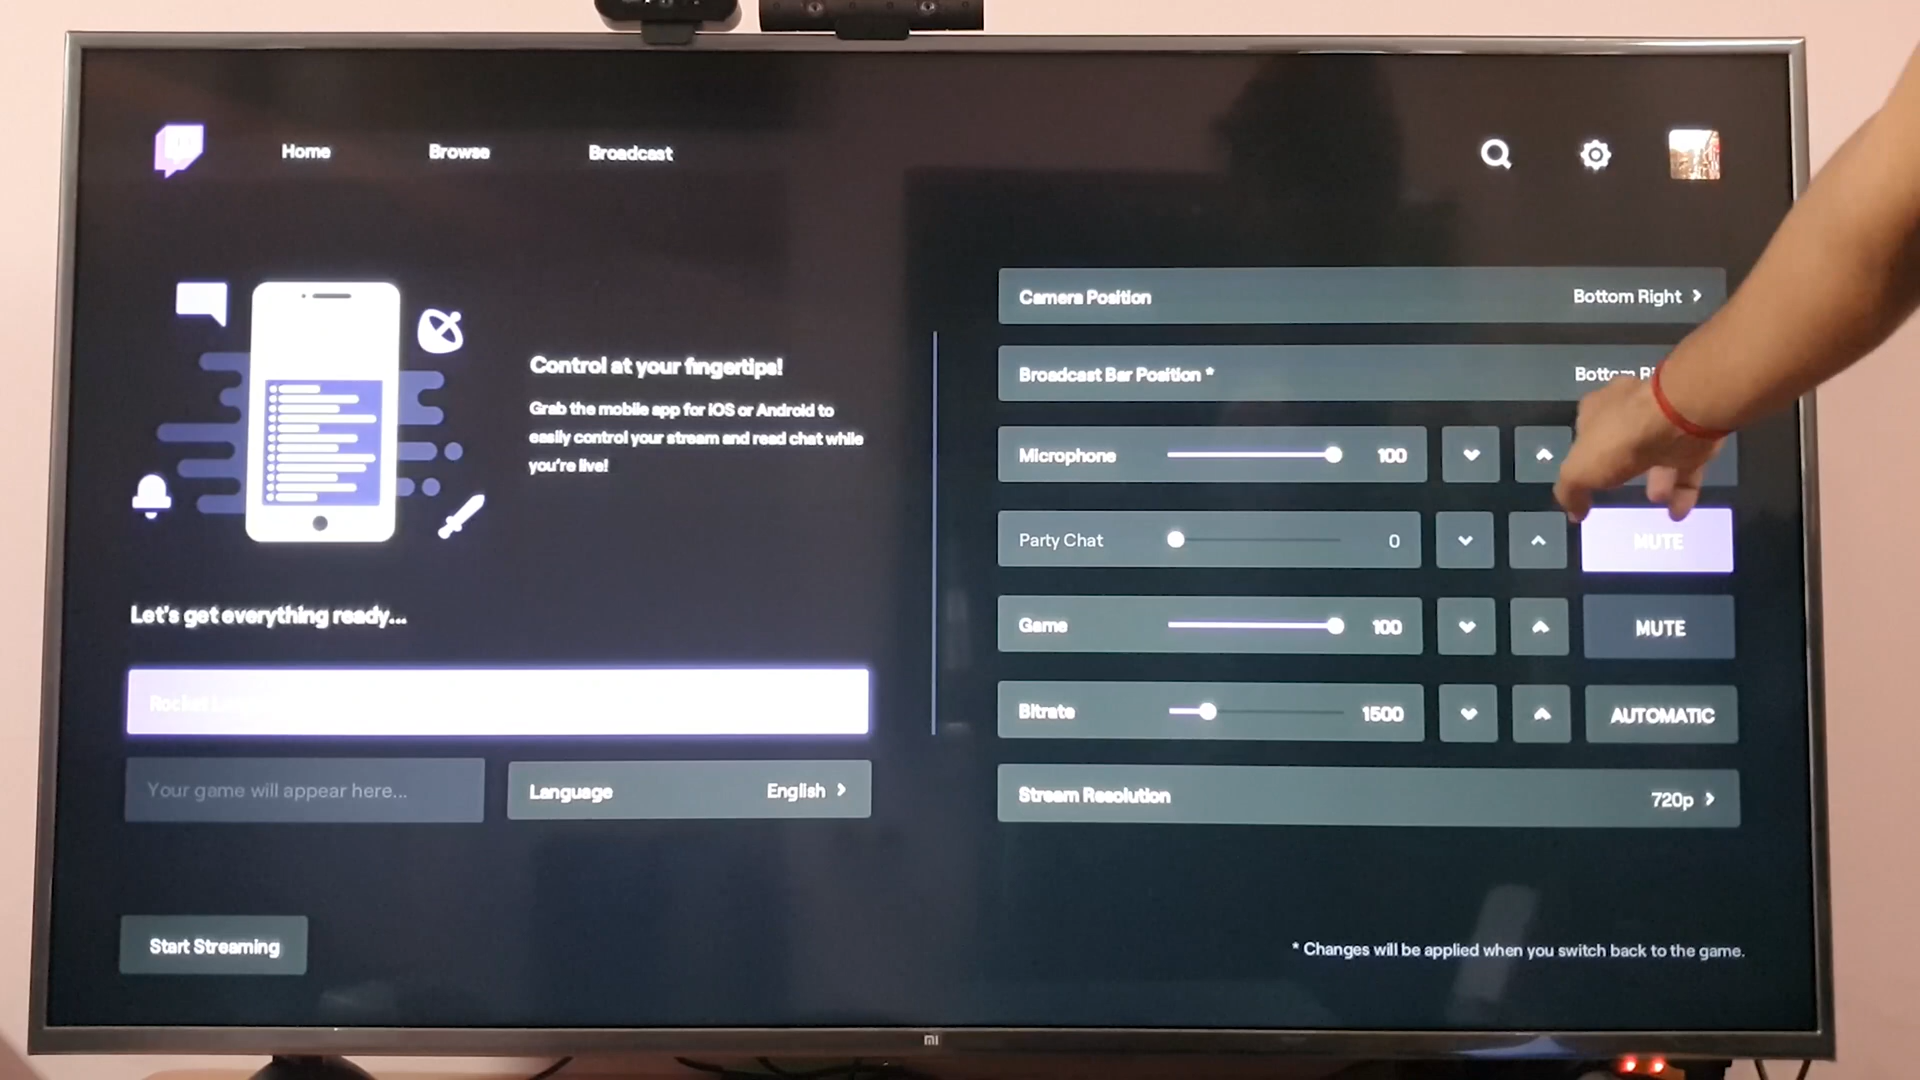 Home
Browse
Broadcast
Control at your fingertips!
Grab the mobile app for iOS or Android to
easily control your stream and read chat while
you're live!
Let's get everything ready...
Rocket
Your game will appear here...
Language English
Start Streaming
Camera Position Bottom Right
Broadcast Bar Position * Bottom
Microphone 100
Party Chat 0 MUTE
Game 100 MUTE
Bitrate 1500 AUTOMATIC
Stream Resolution 720p
* Changes will be applied when you switch back to the game.
mi